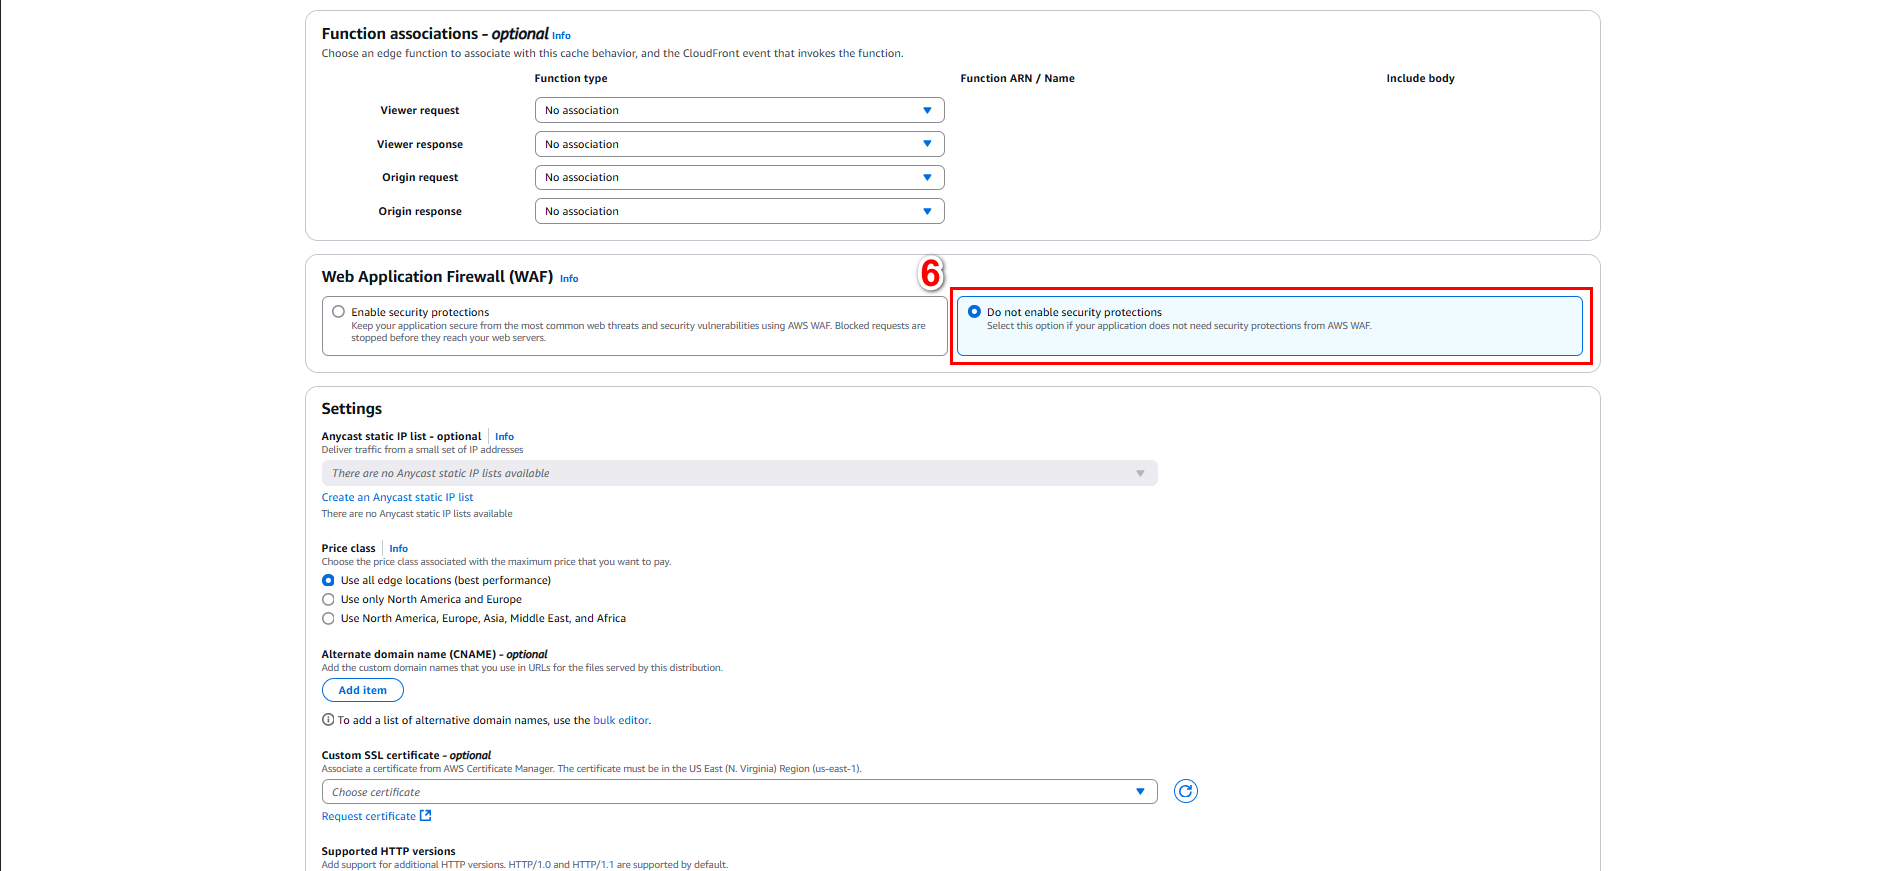 Function associations - optional Info
Choose an edge function to associate with this cache behavior, and the CloudFront event that invokes the function.
Function type Function ARN / Name Include body
Viewer request No association
Viewer response No association
Origin request No association
Origin response No association
Web Application Firewall (WAF) Info
6
Enable security protections
Keep your application secure from the most common web threats and security vulnerabilities using AWS WAF. Blocked requests are
stopped before they reach your web servers.
Do not enable security protections
Select this option if your application does not need security protections from AWS WAF.
Settings
Anycast static IP list - optional Info
Deliver traffic from a small set of IP addresses
There are no Anycast static IP lists available
Create an Anycast static IP list
There are no Anycast static IP lists available
Price class Info
Choose the price class associated with the maximum price that you want to pay.
Use all edge locations (best performance)
Use only North America and Europe
Use North America, Europe, Asia, Middle East, and Africa
Alternate domain name (CNAME) - optional
Add the custom domain names that you use in URLs for the files served by this distribution.
Add item
To add a list of alternative domain names, use the bulk editor.
Custom SSL certificate - optional
Associate a certificate from AWS Certificate Manager. The certificate must be in the US East (N. Virginia) Region (us-east-1).
Choose certificate
Request certificate
Supported HTTP versions
Add support for additional HTTP versions. HTTP/1.0 and HTTP/1.1 are supported by default.